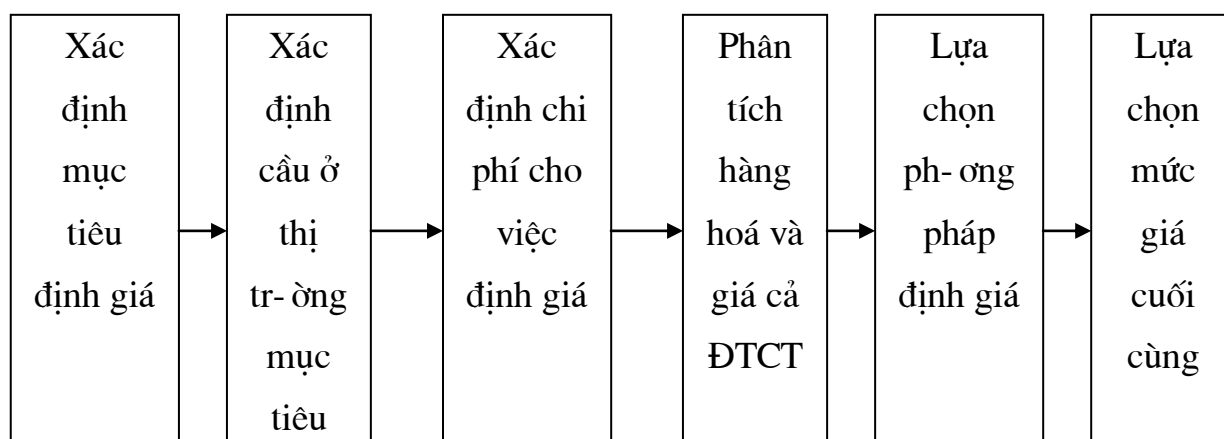 Xác
định
mục
tiêu
định giá
Xác
định
cầu ở
thị
tr- ờng
mục
tiêu
Xác
định chi
phí cho
việc
định giá
Phân
tích
hàng
hoá và
giá cả
ĐTCT
Lựa
chọn
ph- ơng
pháp
định giá
Lựa
chọn
mức
giá
cuối
cùng